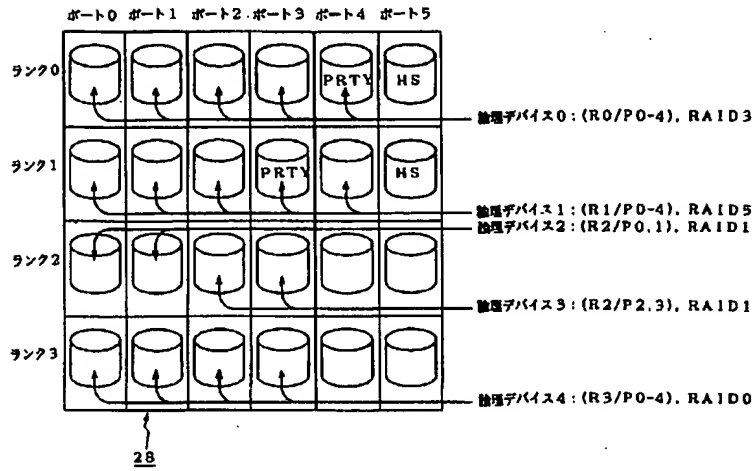 ポート0 ポート1 ポート2 ポート3 ポート4 ポート5
ランク0
PRTY
HS
論理デバイス0:(R0/P0-4), RAID3
ランク1
PRTY
HS
論理デバイス1:(R1/P0-4), RAID5
論理デバイス2:(R2/P0,1), RAID1
ランク2
論理デバイス3:(R2/P2,3), RAID1
ランク3
論理デバイス4:(R3/P0-4), RAID0
28